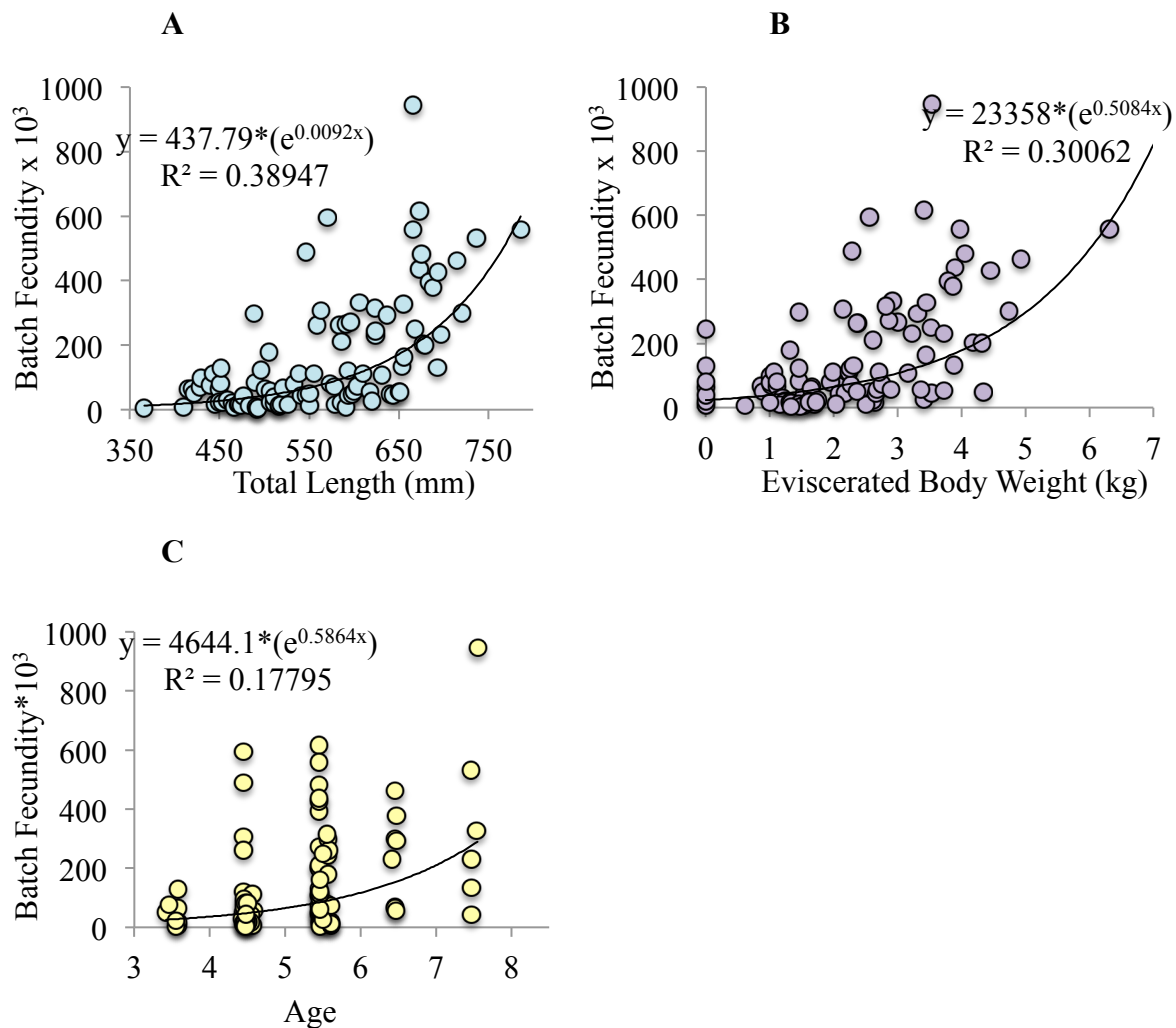 A
Batch Fecundity x 10³
1000
800
600
400
200
0
y = 437.79*(e^0.0092x)
R² = 0.38947
350 450 550 650 750
Total Length (mm)
B
Batch Fecundity x 10³
1000
800
600
400
200
0
y = 23358*(e^0.5084x)
R² = 0.30062
0 1 2 3 4 5 6 7
Eviscerated Body Weight (kg)
C
Batch Fecundity*10³
1000
800
600
400
200
0
y = 4644.1*(e^0.5864x)
R² = 0.17795
3 4 5 6 7 8
Age